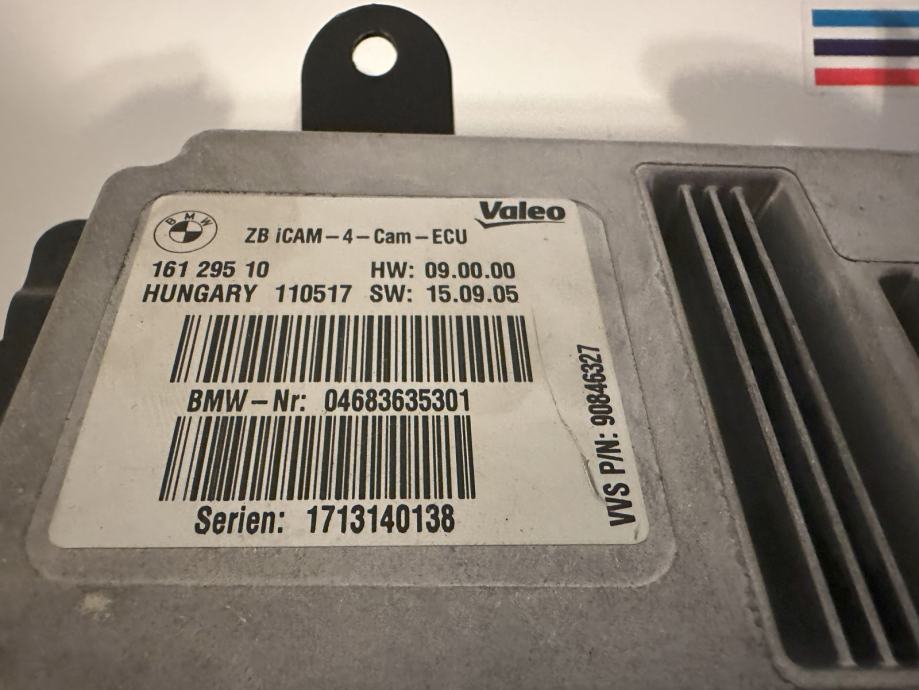 BMW
Valeo
ZB iCAM-4-Cam-ECU
161 295 10 HW: 09.00.00
HUNGARY 110517 SW: 15.09.05
BMW-Nr: 04683635301
Serien: 1713140138
VVS P/N: 90846327